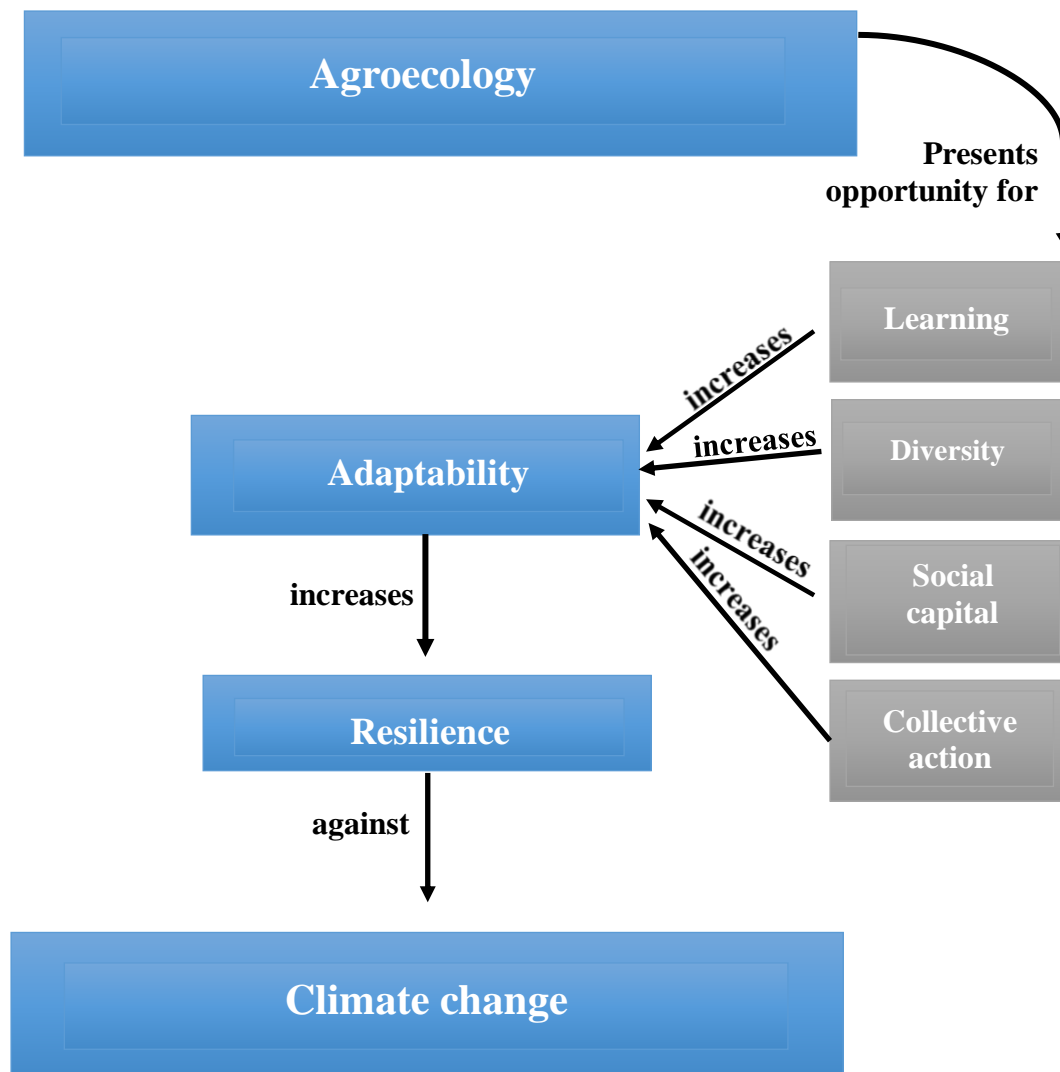 Agroecology
Presents
opportunity for
Learning
increases
Diversity
increases
Adaptability
increases
Social
capital
increases
Collective
action
increases
Resilience
against
Climate change